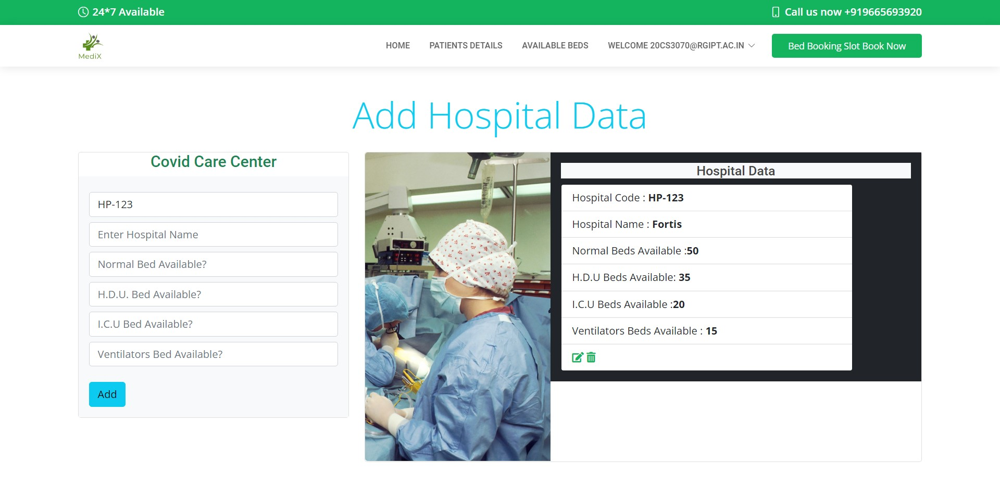 24*7 Available
Call us now +919665693920
MediX
HOME
PATIENTS DETAILS
AVAILABLE BEDS
WELCOME 20CS3070@RGIPT.AC.IN
Bed Booking Slot Book Now
Add Hospital Data
Covid Care Center
HP-123
Enter Hospital Name
Normal Bed Available?
H.D.U. Bed Available?
I.C.U Bed Available?
Ventilators Bed Available?
Add
Hospital Data
Hospital Code : HP-123
Hospital Name : Fortis
Normal Beds Available :50
H.D.U Beds Available: 35
I.C.U Beds Available :20
Ventilators Beds Available : 15